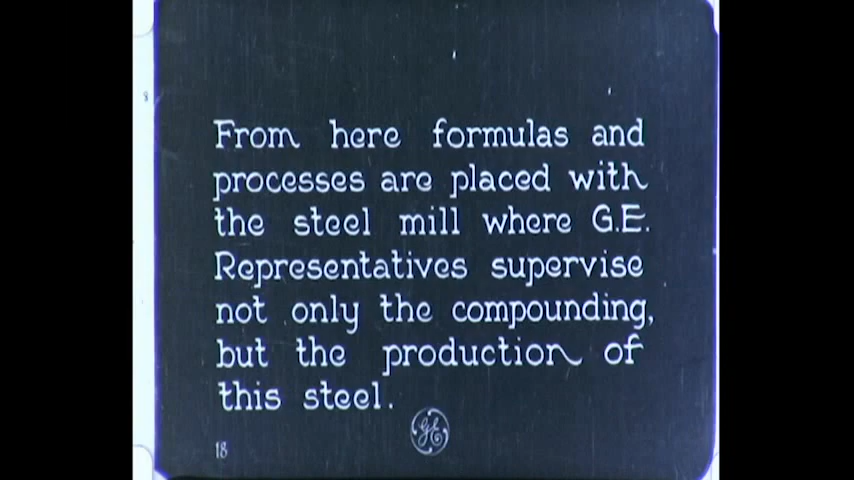 From here formulas and
processes are placed with
the steel mill where G.E.
Representatives supervise
not only the compounding,
but the production of
this steel.
GE
18